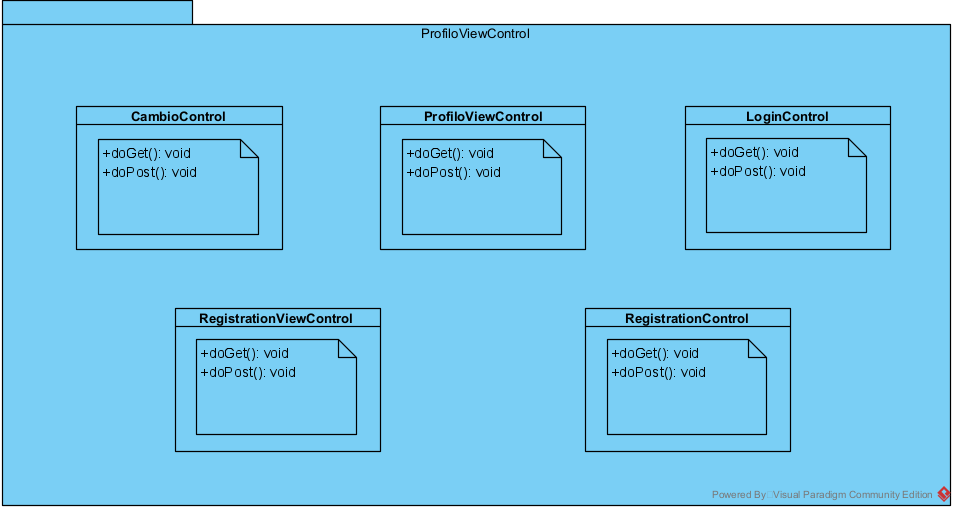 ProfiloViewControl
CambioControl
+doGet(): void
+doPost(): void
ProfiloViewControl
+doGet(): void
+doPost(): void
LoginControl
+doGet(): void
+doPost(): void
RegistrationViewControl
+doGet(): void
+doPost(): void
RegistrationControl
+doGet(): void
+doPost(): void
Powered By: Visual Paradigm Community Edition